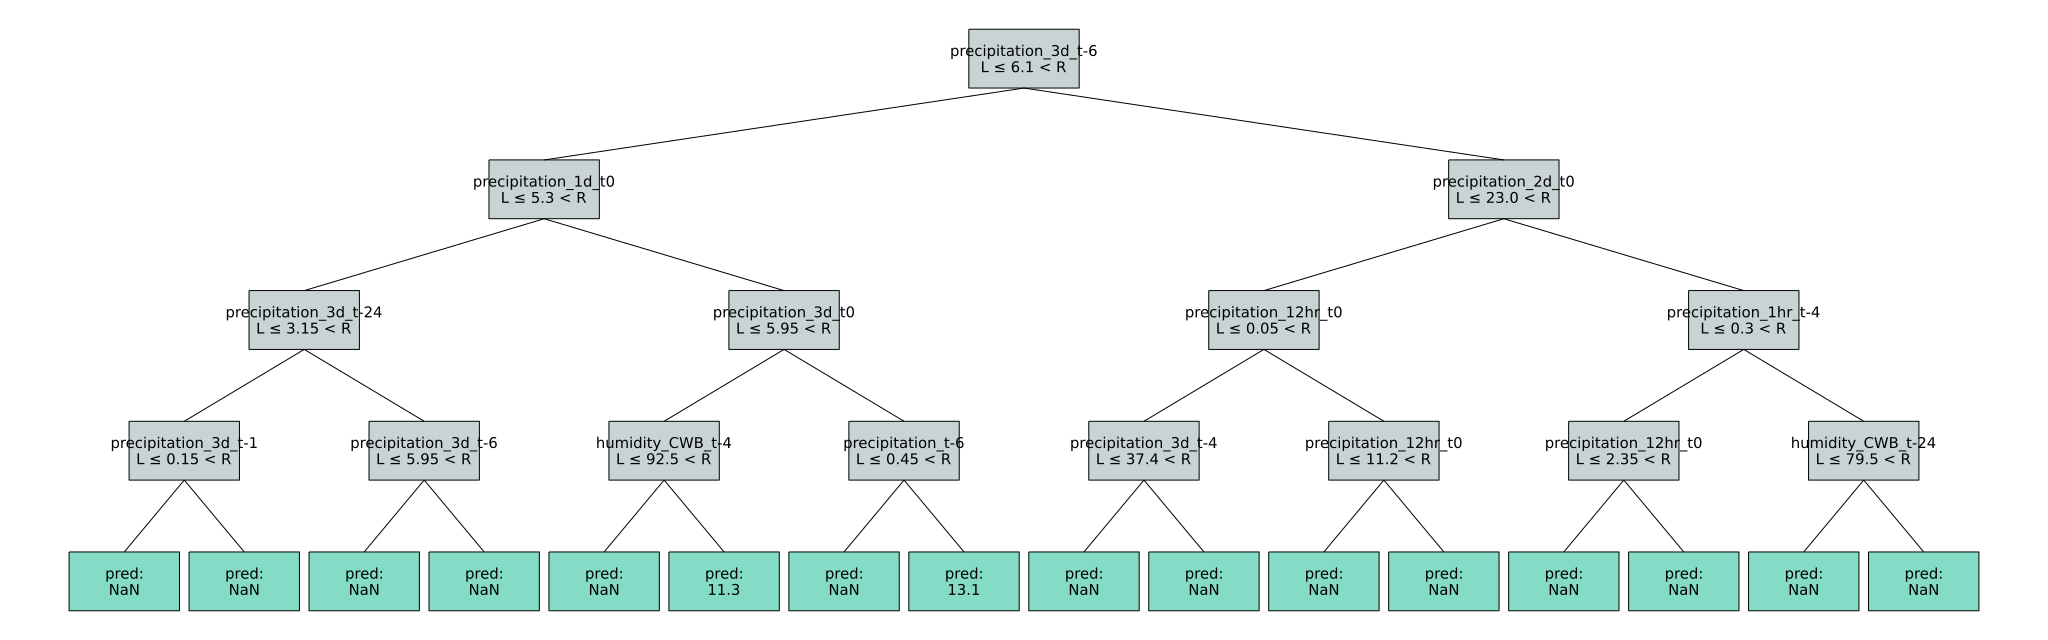 precipitation_3d_t-6
L ≤ 6.1 < R
precipitation_1d_t0
L ≤ 5.3 < R
precipitation_2d_t0
L ≤ 23.0 < R
precipitation_3d_t-24
L ≤ 3.15 < R
precipitation_3d_t0
L ≤ 5.95 < R
precipitation_12hr_t0
L ≤ 0.05 < R
precipitation_1hr_t-4
L ≤ 0.3 < R
precipitation_3d_t-1
L ≤ 0.15 < R
precipitation_3d_t-6
L ≤ 5.95 < R
humidity_CWB_t-4
L ≤ 92.5 < R
precipitation_t-6
L ≤ 0.45 < R
precipitation_3d_t-4
L ≤ 37.4 < R
precipitation_12hr_t0
L ≤ 11.2 < R
precipitation_12hr_t0
L ≤ 2.35 < R
humidity_CWB_t-24
L ≤ 79.5 < R
pred:
NaN
pred:
NaN
pred:
NaN
pred:
NaN
pred:
NaN
pred:
11.3
pred:
NaN
pred:
13.1
pred:
NaN
pred:
NaN
pred:
NaN
pred:
NaN
pred:
NaN
pred:
NaN
pred:
NaN
pred:
NaN